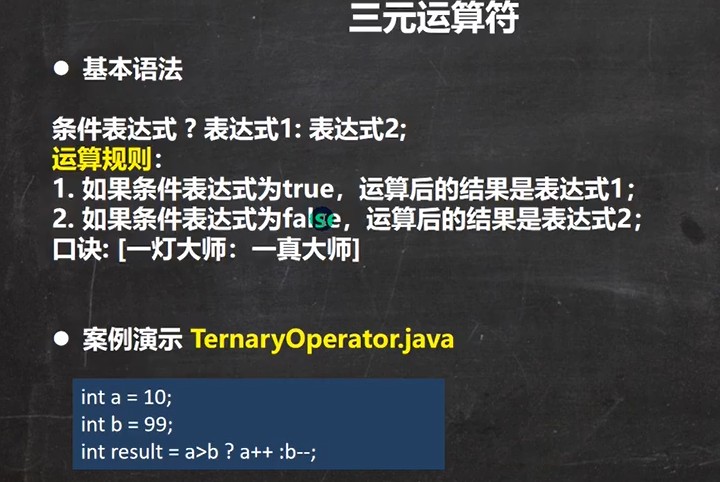 三元运算符
● 基本语法
条件表达式 ? 表达式1: 表达式2;
运算规则：
1. 如果条件表达式为true，运算后的结果是表达式1；
2. 如果条件表达式为false，运算后的结果是表达式2；
口诀: [一灯大师：一真大师]
● 案例演示 TernaryOperator.java
int a = 10;
int b = 99;
int result = a>b ? a++ :b--;